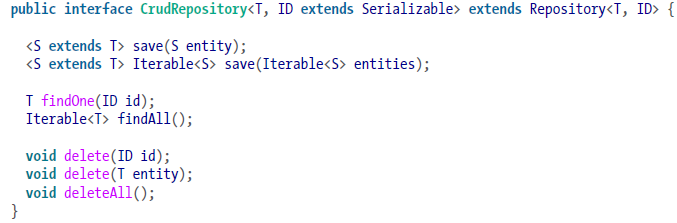 public interface CrudRepository<T, ID extends Serializable> extends Repository<T, ID> {
<S extends T> save(S entity);
<S extends T> Iterable<S> save(Iterable<S> entities);
T findOne(ID id);
Iterable<T> findAll();
void delete(ID id);
void delete(T entity);
void deleteAll();
}